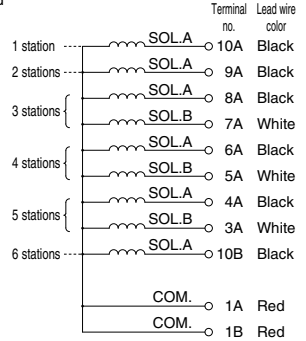 Terminal Lead wire
no. color
1 station SOL.A 10A Black
2 stations SOL.A 9A Black
SOL.A 8A Black
3 stations
SOL.B 7A White
SOL.A 6A Black
4 stations
SOL.B 5A White
SOL.A 4A Black
5 stations
SOL.B 3A White
6 stations SOL.A 10B Black
COM. 1A Red
COM. 1B Red